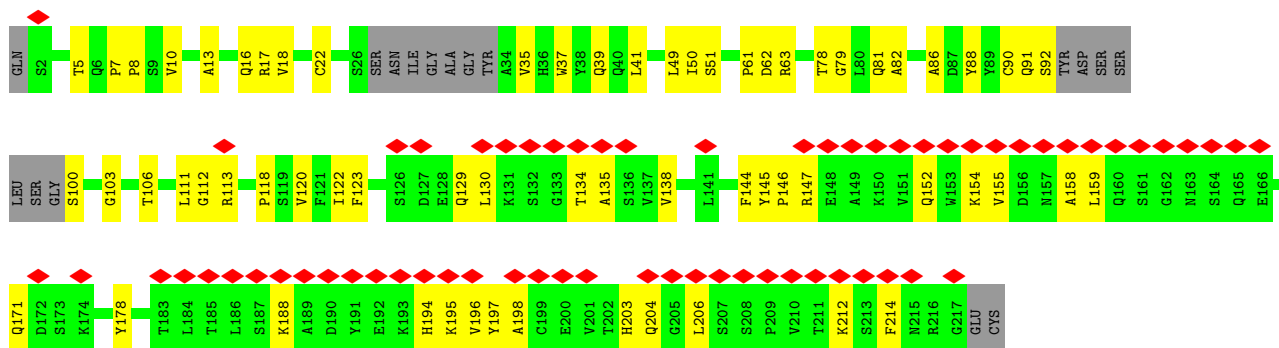 GLN S2 T5 Q6 P7 P8 S9 V10 A13 Q16 R17 V18 C22 S26 SER ASN ILE GLY ALA GLY TYR A34 V35 H36 W37 Y38 Q39 Q40 L41 L49 I50 S51 P61 D62 R63 T78 G79 L80 Q81 A82 A86 D87 Y88 Y89 C90 Q91 S92 TYR ASP SER SER
LEU SER GLY S100 G103 T106 L111 G112 R113 P118 S119 V120 F121 I122 F123 S126 D127 E128 Q129 L130 K131 S132 G133 T134 A135 S136 V137 V138 L141 F144 Y145 P146 R147 E148 A149 K150 V151 Q152 W153 K154 V155 D156 N157 A158 L159 Q160 S161 G162 N163 S164 Q165 E166
Q171 D172 S173 K174 Y178 T183 L184 T185 L186 S187 K188 A189 D190 Y191 E192 K193 H194 K195 V196 Y197 A198 C199 E200 V201 T202 H203 Q204 G205 L206 S207 S208 P209 V210 T211 K212 S213 F214 N215 R216 G217 GLU CYS